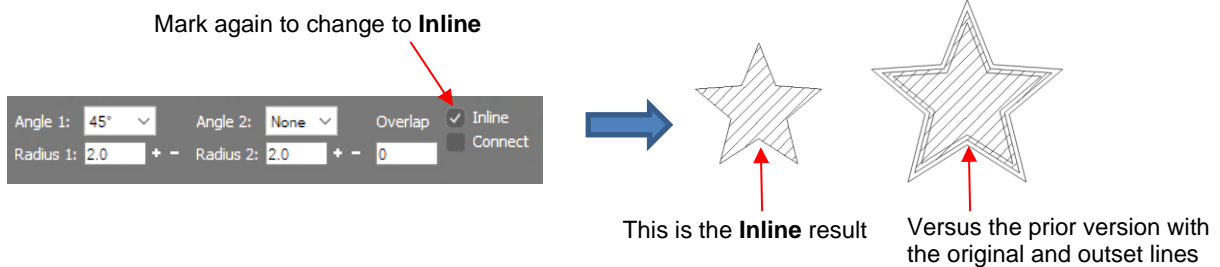 Mark again to change to Inline
Angle 1: 45° Angle 2: None Overlap Inline
Radius 1: 2.0 + - Radius 2: 2.0 + - 0 Connect
This is the Inline result
Versus the prior version with
the original and outset lines